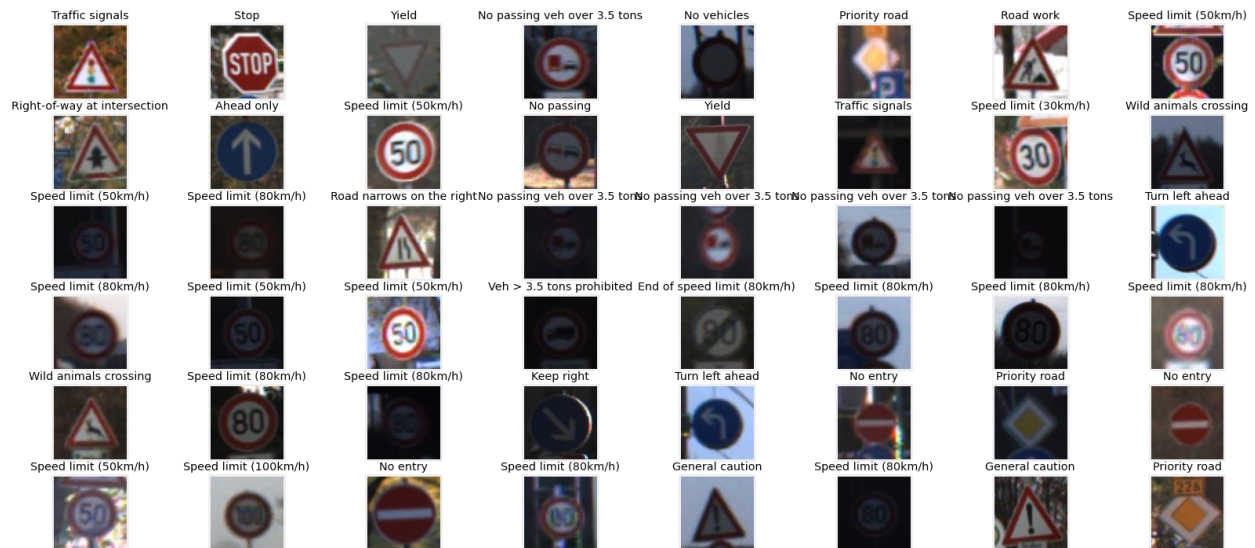 Traffic signals Stop Yield No passing veh over 3.5 tons No vehicles Priority road Road work Speed limit (50km/h)
STOP P 50
Right-of-way at intersection Ahead only Speed limit (50km/h) No passing Yield Traffic signals Speed limit (30km/h) Wild animals crossing
50 30
Speed limit (50km/h) Speed limit (80km/h) Road narrows on the right No passing veh over 3.5 tons No passing veh over 3.5 tons No passing veh over 3.5 tons No passing veh over 3.5 tons Turn left ahead
50 80
Speed limit (80km/h) Speed limit (50km/h) Speed limit (50km/h) Veh > 3.5 tons prohibited End of speed limit (80km/h) Speed limit (80km/h) Speed limit (80km/h) Speed limit (80km/h)
80 50 50 80 80 80 80
Wild animals crossing Speed limit (80km/h) Speed limit (80km/h) Keep right Turn left ahead No entry Priority road No entry
80 80
Speed limit (50km/h) Speed limit (100km/h) No entry Speed limit (80km/h) General caution Speed limit (80km/h) General caution Priority road
50 100 80 80 226